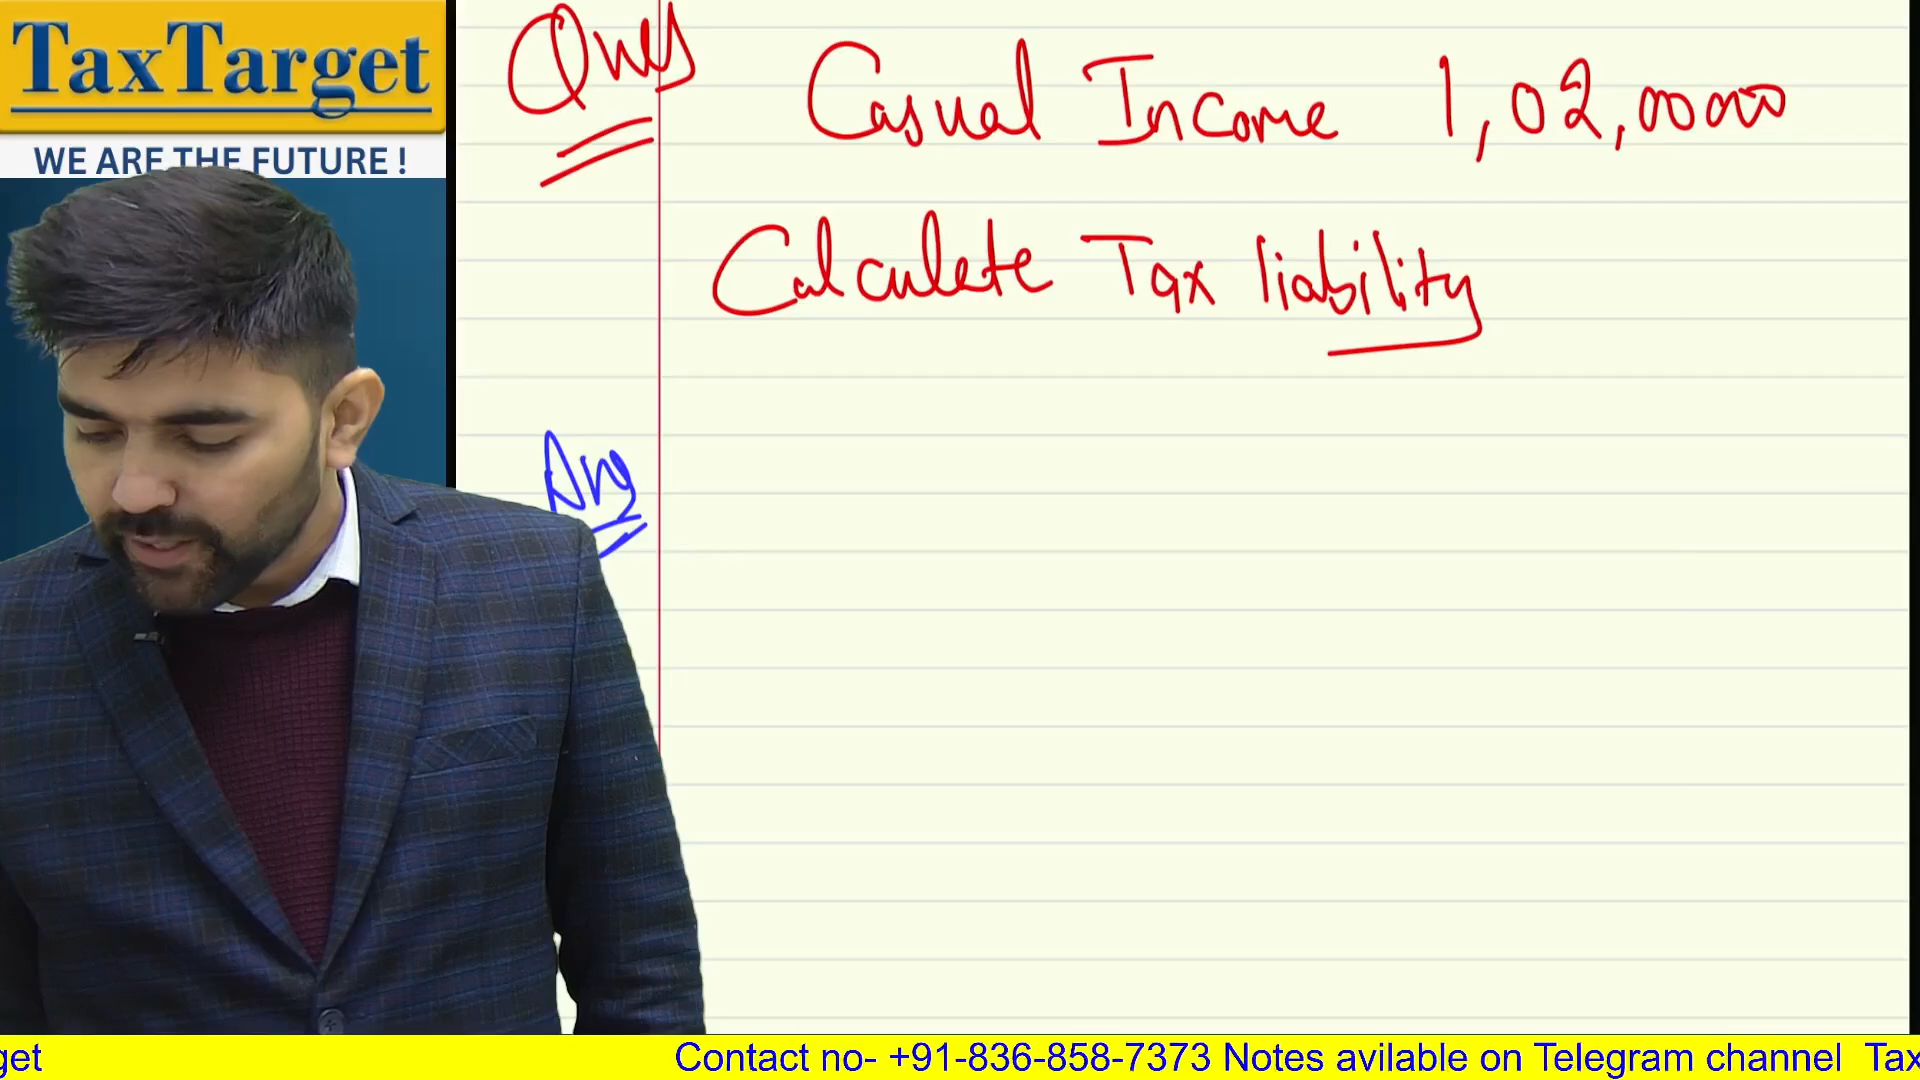 TaxTarget
WE ARE THE FUTURE !
Ques Casual Income 1,02,00000
Calculate Tax liability
Ans
get Contact no- +91-836-858-7373 Notes avilable on Telegram channel Tax